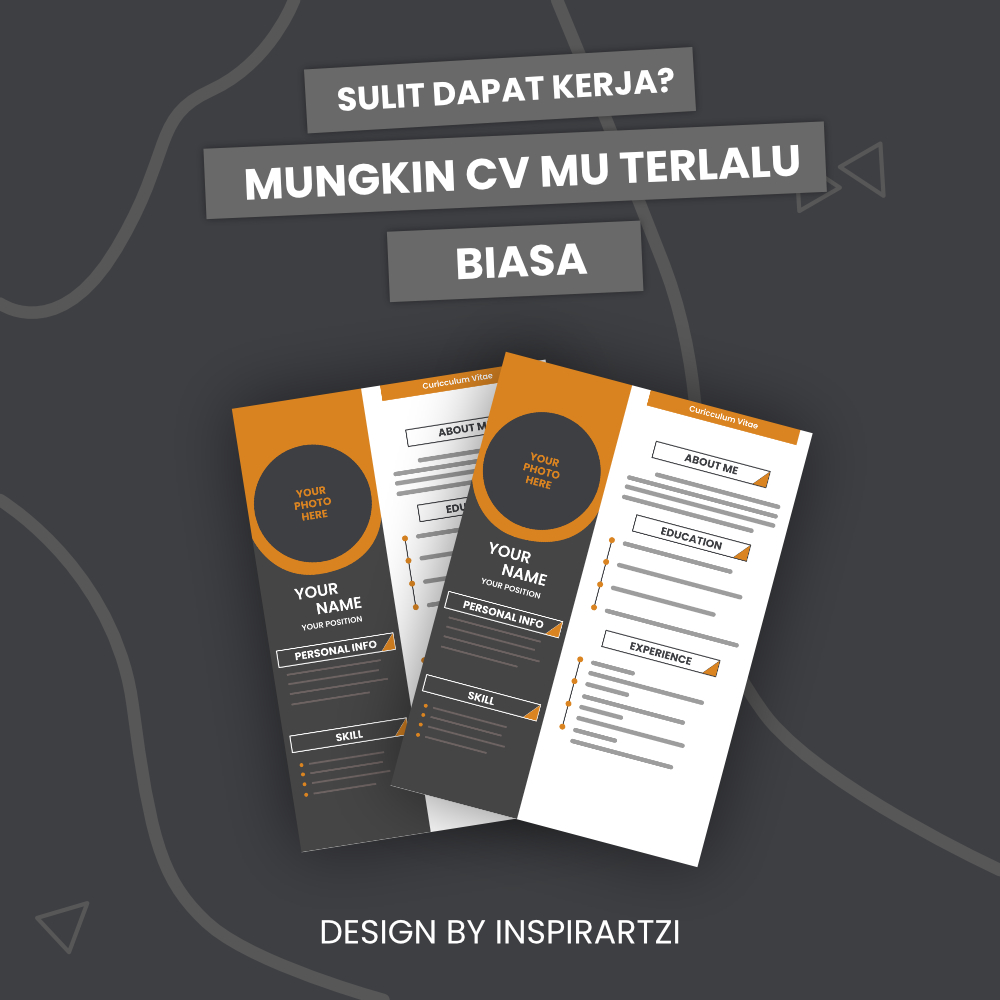 SULIT DAPAT KERJA?
MUNGKIN CV MU TERLALU
BIASA
Curicculum Vitae
YOUR
PHOTO
HERE
YOUR
NAME
YOUR POSITION
PERSONAL INFO
SKILL
ABOUT M
EDU
Curicculum Vitae
YOUR
PHOTO
HERE
YOUR
NAME
YOUR POSITION
PERSONAL INFO
SKILL
ABOUT ME
EDUCATION
EXPERIENCE
DESIGN BY INSPIRARTZI